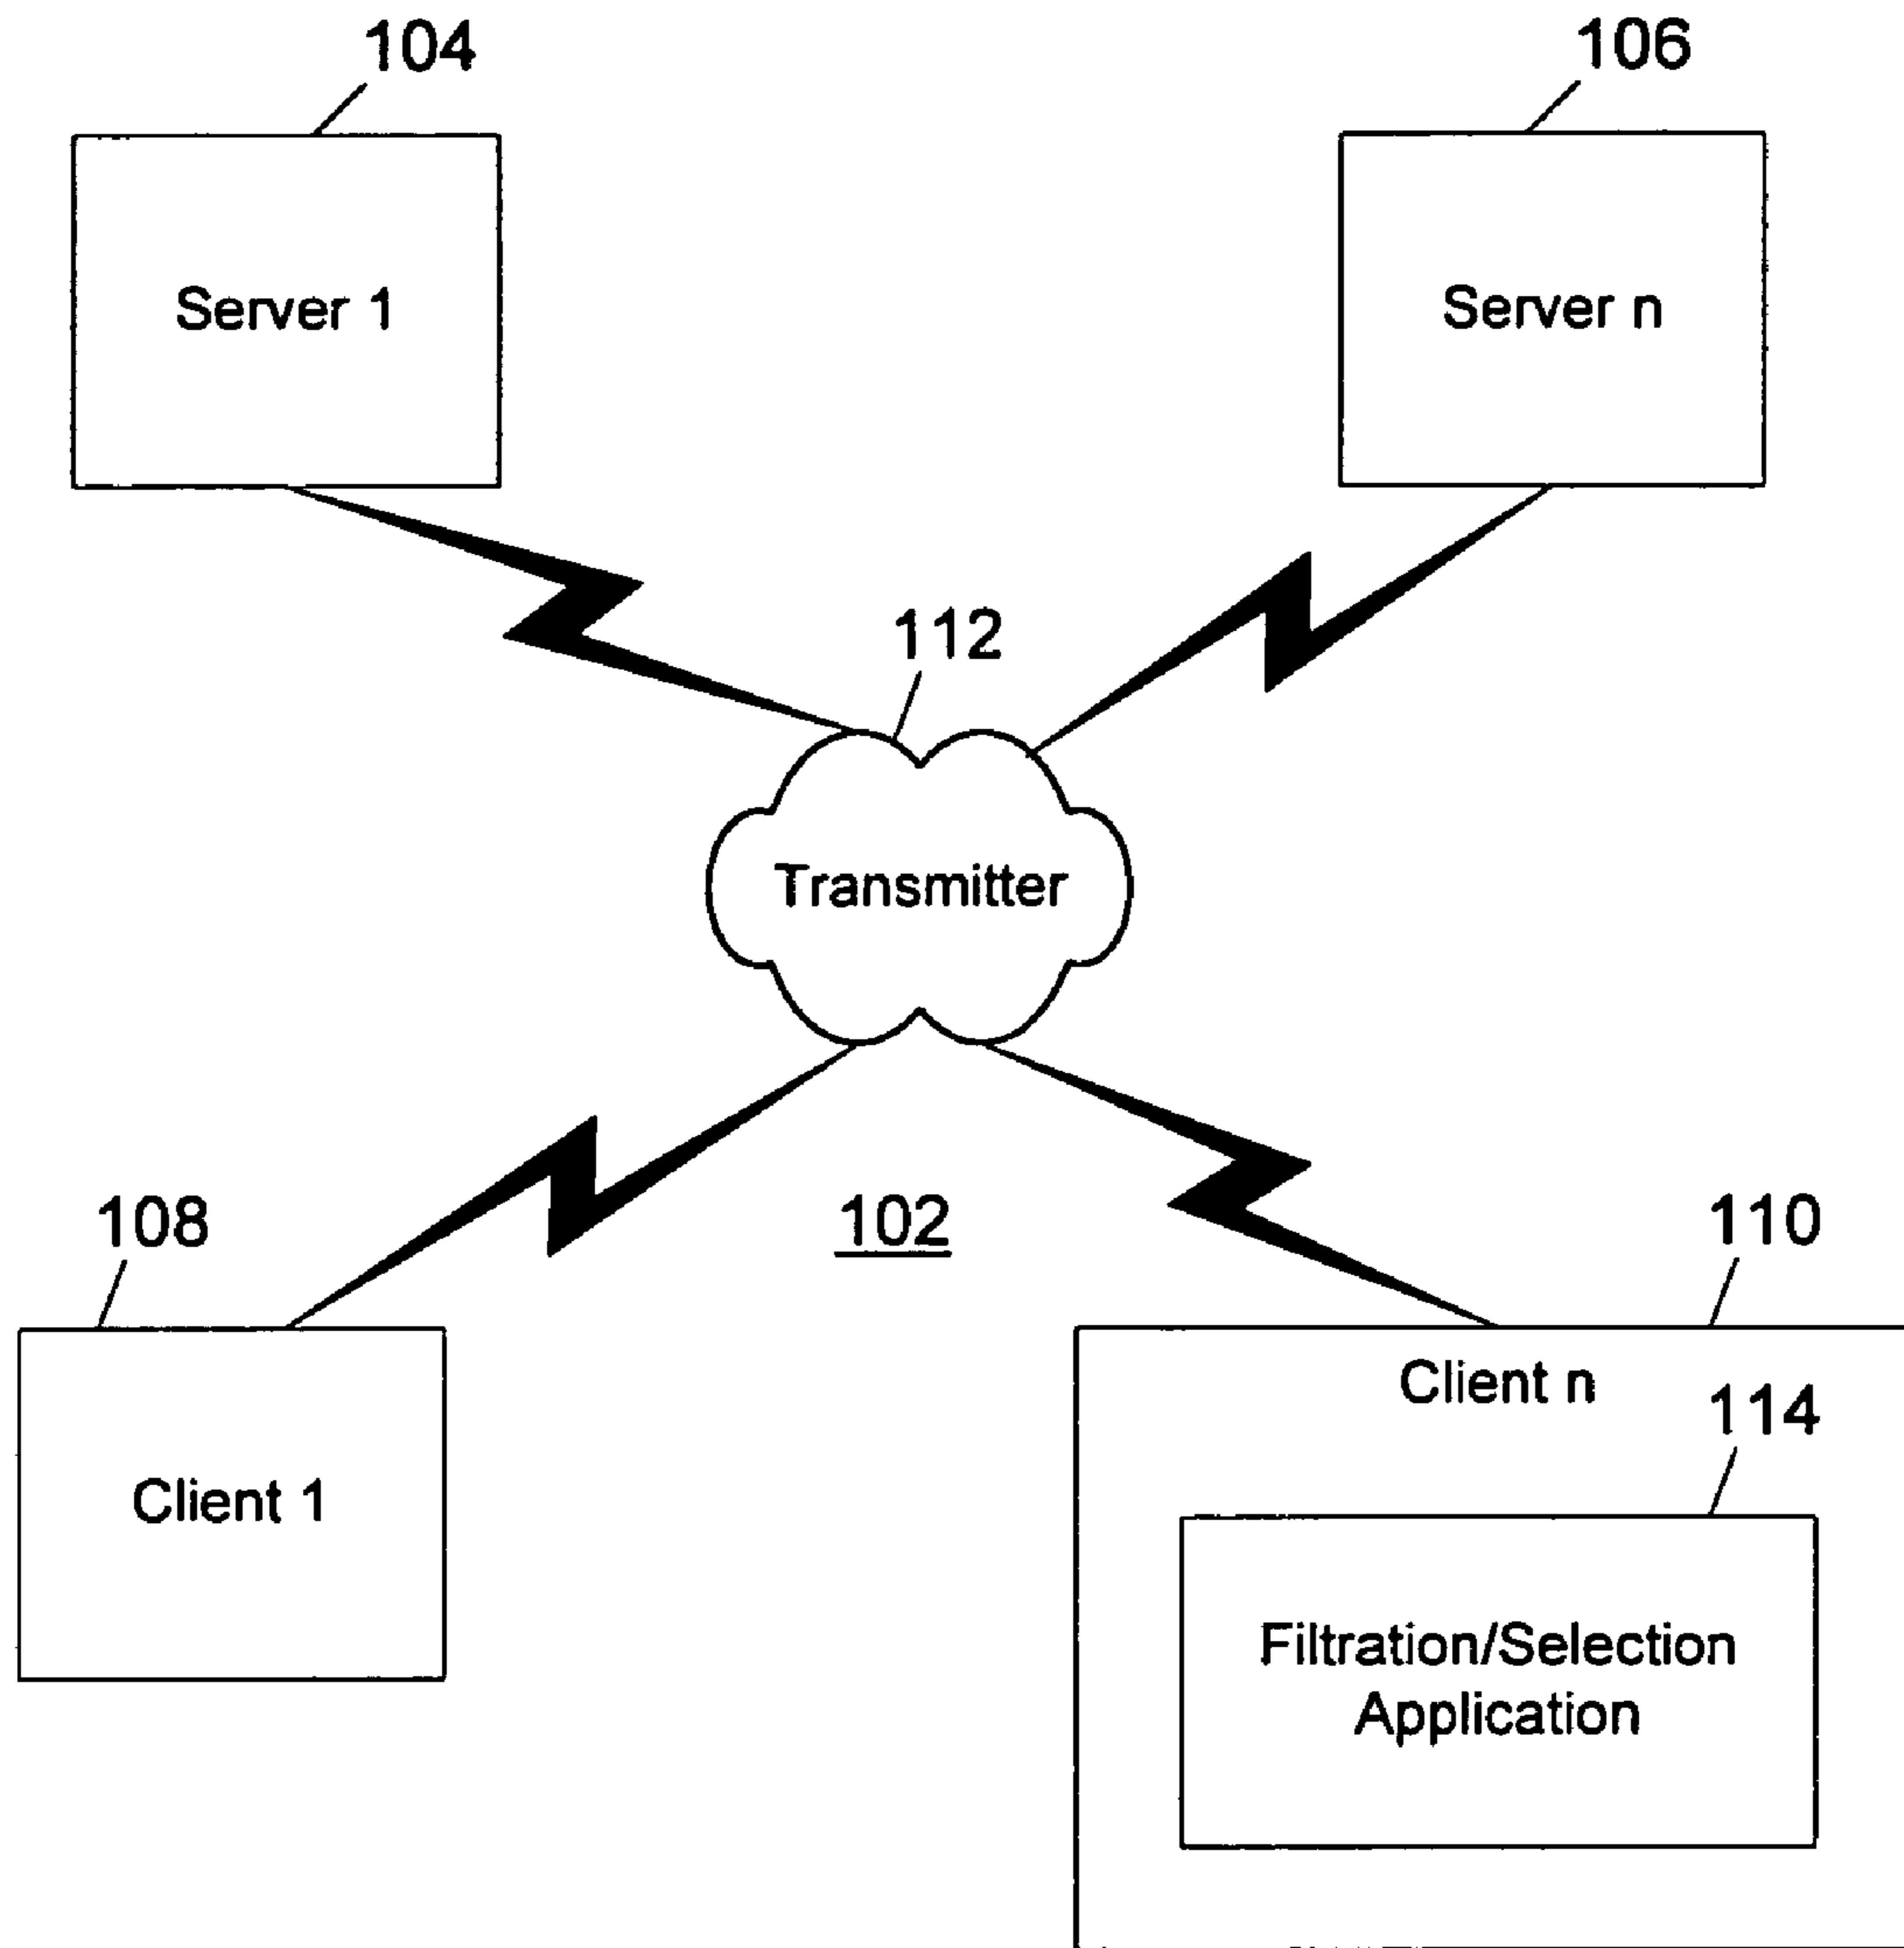 104
106
Server 1
Server n
112
Transmitter
108
102
110
Client n
114
Client 1
Filtration/Selection
Application